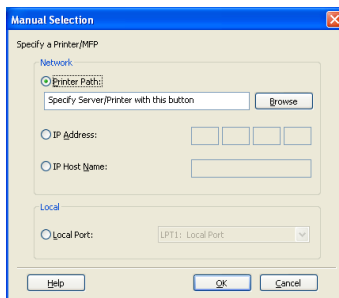 Manual Selection
Specify a Printer/MFP
Network
Printer Path:
Specify Server/Printer with this button
Browse
IP Address:
IP Host Name:
Local
Local Port:
LPT1: Local Port
Help
OK
Cancel